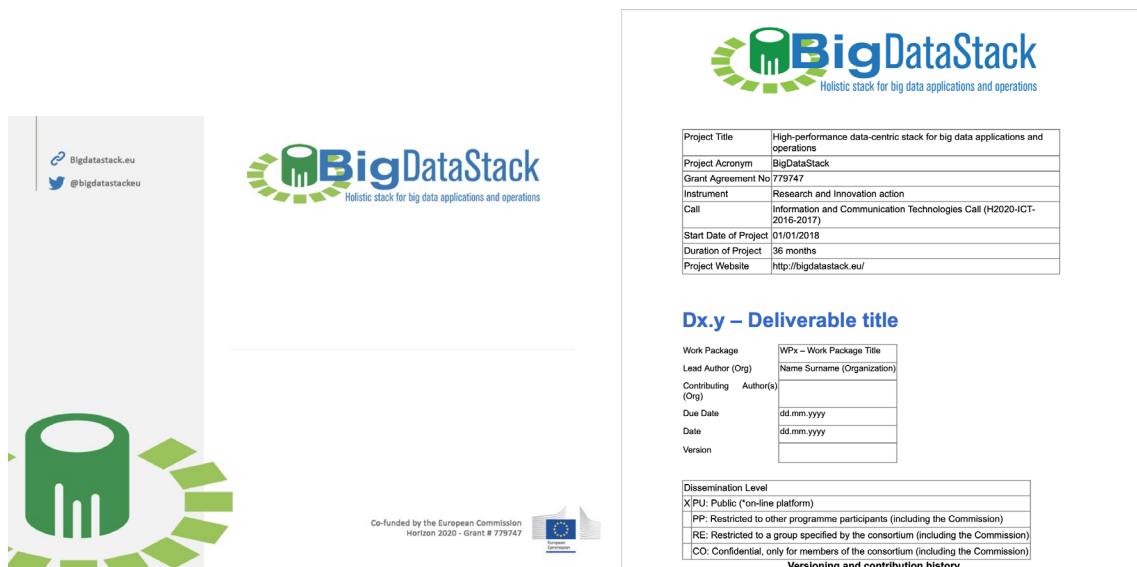 Bigdatastack.eu
@bigdatastackeu
BigDataStack
Holistic stack for big data applications and operations
Co-funded by the European Commission
Horizon 2020 - Grant # 779747
European
Commission
BigDataStack
Holistic stack for big data applications and operations
Project Title High-performance data-centric stack for big data applications and
operations
Project Acronym BigDataStack
Grant Agreement No 779747
Instrument Research and Innovation action
Call Information and Communication Technologies Call (H2020-ICT-
2016-2017)
Start Date of Project 01/01/2018
Duration of Project 36 months
Project Website http://bigdatastack.eu/
Dx.y – Deliverable title
Work Package WPx – Work Package Title
Lead Author (Org) Name Surname (Organization)
Contributing Author(s)
(Org)
Due Date dd.mm.yyyy
Date dd.mm.yyyy
Version
Dissemination Level
X PU: Public (*on-line platform)
PP: Restricted to other programme participants (including the Commission)
RE: Restricted to a group specified by the consortium (including the Commission)
CO: Confidential, only for members of the consortium (including the Commission)
Versioning and contribution history